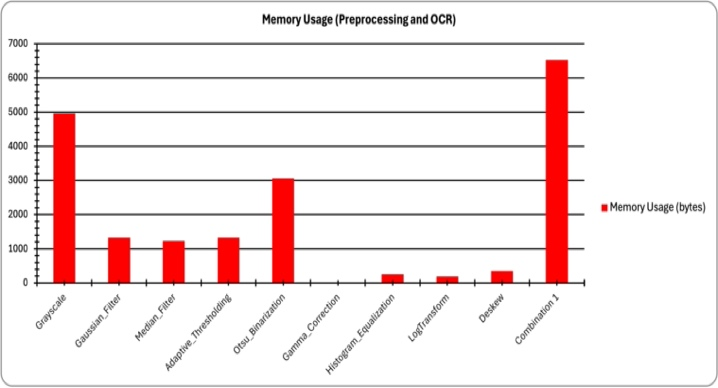 Memory Usage (Preprocessing and OCR)
7000
6000
5000
4000
3000
2000
1000
0
Grayscale
Gaussian_Filter
Median_Filter
Adaptive_Thresholding
Otsu_Binarization
Gamma_Correction
Histogram_Equalization
LogTransform
Deskew
Combination 1
Memory Usage (bytes)